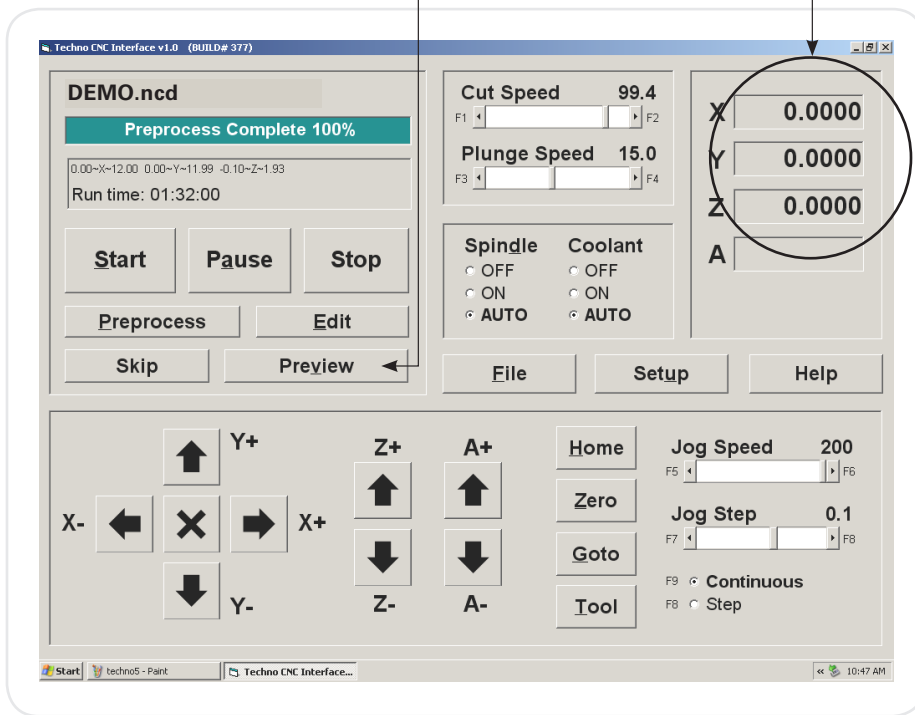 Techno CNC Interface v1.0 (BUILD# 377)
DEMO.ncd
Preprocess Complete 100%
0.00~X~12.00 0.00~Y~11.99 -0.10~Z~1.93
Run time: 01:32:00
Start Pause Stop
Preprocess Edit
Skip Preview
Cut Speed 99.4
F1 F2
Plunge Speed 15.0
F3 F4
Spindle Coolant
OFF OFF
ON ON
AUTO AUTO
X 0.0000
Y 0.0000
Z 0.0000
A
File Setup Help
Y+
X- X+
Y-
Z+ A+
Z- A-
Home
Zero
Goto
Tool
Jog Speed 200
F5 F6
Jog Step 0.1
F7 F8
F9 Continuous
F8 Step
Start techno5 - Paint Techno CNC Interface... 10:47 AM